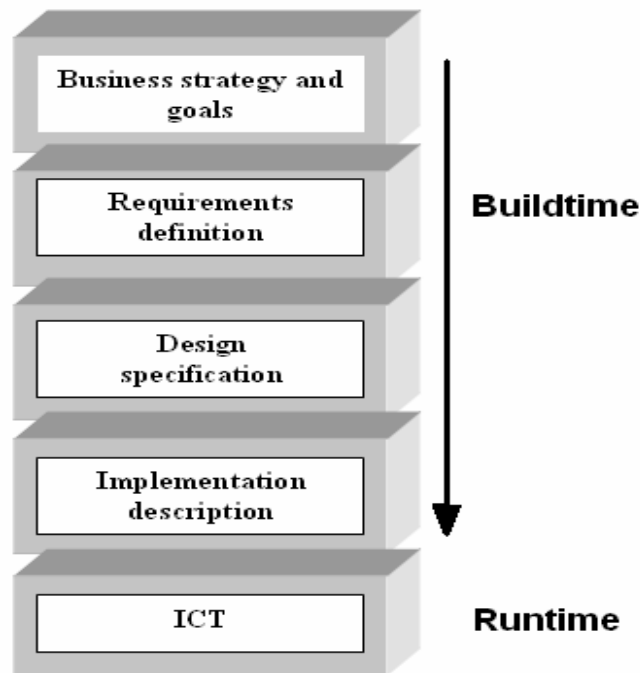 Business strategy and
goals
Requirements
definition
Buildtime
Design
specification
Implementation
description
ICT
Runtime